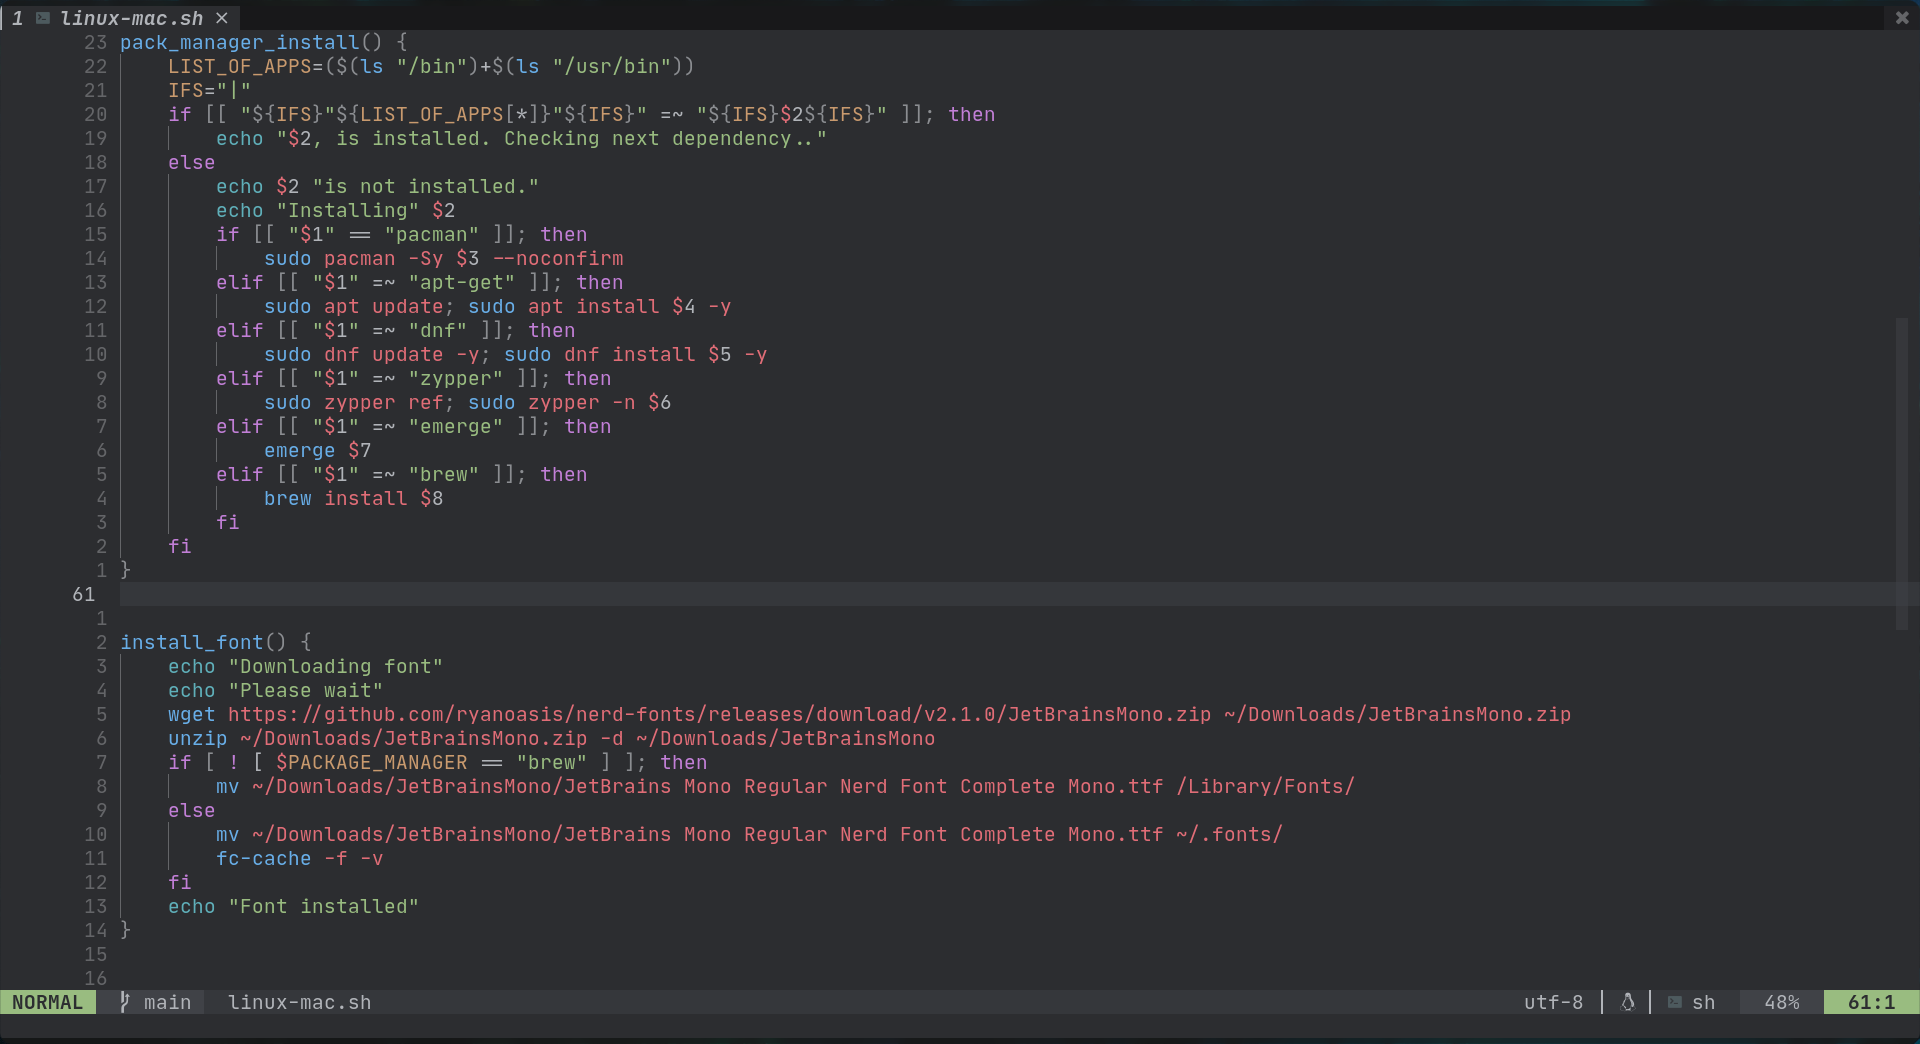 1 linux-mac.sh ✕ ✖
23 pack_manager_install() {
22     LIST_OF_APPS=($(ls "/bin")+$(ls "/usr/bin"))
21     IFS="|"
20     if [[ "${IFS}"${LIST_OF_APPS[*]}"${IFS}" =~ "${IFS}$2${IFS}" ]]; then
19         echo "$2, is installed. Checking next dependency.."
18     else
17         echo $2 "is not installed."
16         echo "Installing" $2
15         if [[ "$1" == "pacman" ]]; then
14             sudo pacman -Sy $3 --noconfirm
13         elif [[ "$1" =~ "apt-get" ]]; then
12             sudo apt update; sudo apt install $4 -y
11         elif [[ "$1" =~ "dnf" ]]; then
10             sudo dnf update -y; sudo dnf install $5 -y
9         elif [[ "$1" =~ "zypper" ]]; then
8             sudo zypper ref; sudo zypper -n $6
7         elif [[ "$1" =~ "emerge" ]]; then
6             emerge $7
5         elif [[ "$1" =~ "brew" ]]; then
4             brew install $8
3         fi
2     fi
1 }
61
1
2 install_font() {
3     echo "Downloading font"
4     echo "Please wait"
5     wget https://github.com/ryanoasis/nerd-fonts/releases/download/v2.1.0/JetBrainsMono.zip ~/Downloads/JetBrainsMono.zip
6     unzip ~/Downloads/JetBrainsMono.zip -d ~/Downloads/JetBrainsMono
7     if [ ! [ $PACKAGE_MANAGER == "brew" ] ]; then
8         mv ~/Downloads/JetBrainsMono/JetBrains Mono Regular Nerd Font Complete Mono.ttf /Library/Fonts/
9     else
10         mv ~/Downloads/JetBrainsMono/JetBrains Mono Regular Nerd Font Complete Mono.ttf ~/.fonts/
11         fc-cache -f -v
12     fi
13     echo "Font installed"
14 }
15
16
NORMAL main linux-mac.sh utf-8 sh 48% 61:1